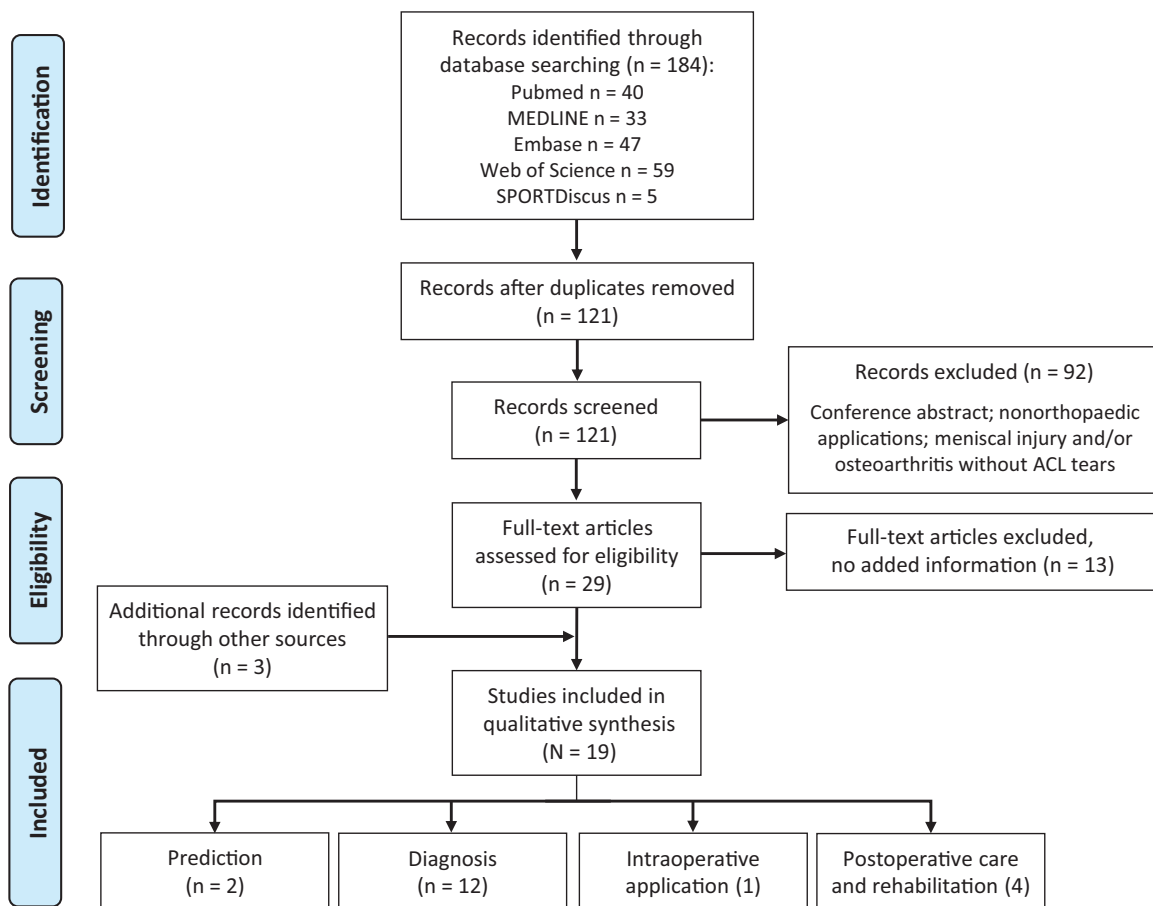 Identification
Records identified through
database searching (n = 184):
Pubmed n = 40
MEDLINE n = 33
Embase n = 47
Web of Science n = 59
SPORTDiscus n = 5
Screening
Records after duplicates removed
(n = 121)
Records screened
(n = 121)
Records excluded (n = 92)
Conference abstract; nonorthopaedic
applications; meniscal injury and/or
osteoarthritis without ACL tears
Eligibility
Full-text articles
assessed for eligibility
(n = 29)
Full-text articles excluded,
no added information (n = 13)
Additional records identified
through other sources
(n = 3)
Included
Studies included in
qualitative synthesis
(N = 19)
Prediction
(n = 2)
Diagnosis
(n = 12)
Intraoperative
application (1)
Postoperative care
and rehabilitation (4)